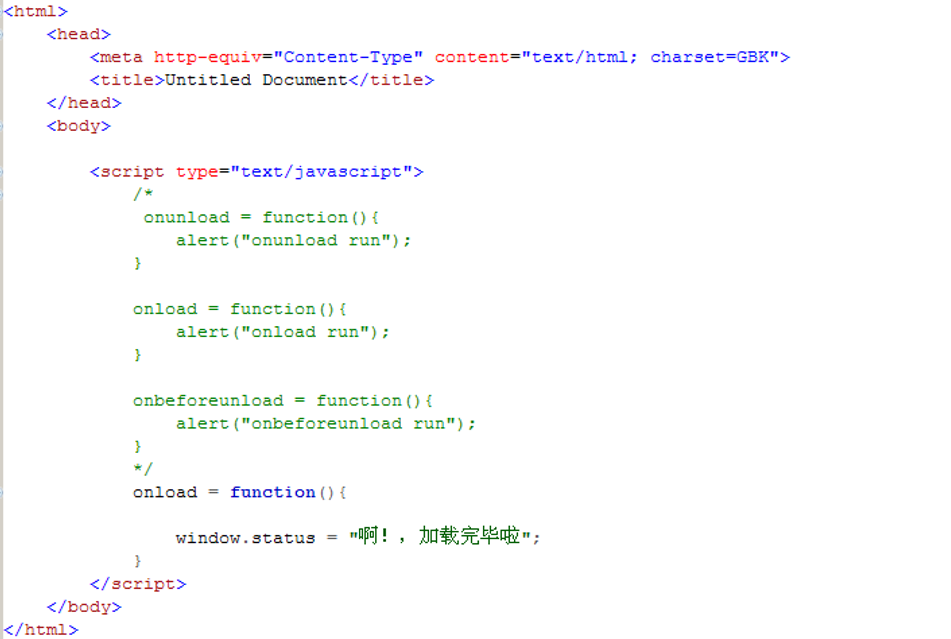 <html>
<head>
<meta http-equiv="Content-Type" content="text/html; charset=GBK">
<title>Untitled Document</title>
</head>
<body>
<script type="text/javascript">
/*
onunload = function(){
alert("onunload run");
}
onload = function(){
alert("onload run");
}
onbeforeunload = function(){
alert("onbeforeunload run");
}
*/
onload = function(){
window.status = "啊!，加载完毕啦";
}
</script>
</body>
</html>